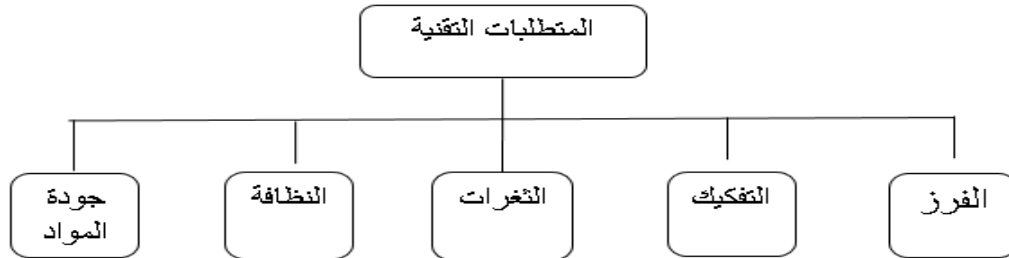 المتطلبات التقنية
الفرز
التفكيك
الثغرات
النظافة
جودة
المواد